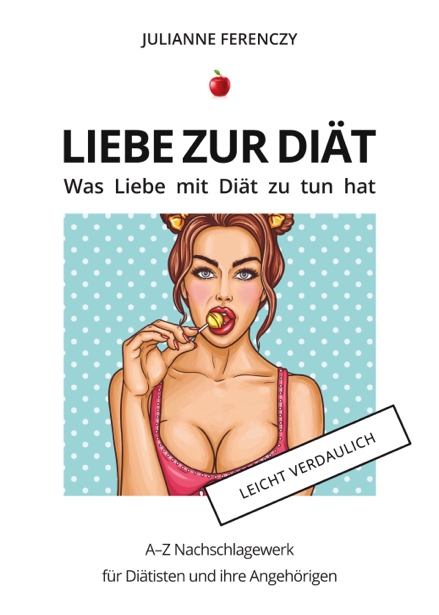 JULIANNE FERENCZY
LIEBE ZUR DIÄT
Was Liebe mit Diät zu tun hat
LEICHT VERDAULICH
A–Z Nachschlagewerk
für Diätisten und ihre Angehörigen